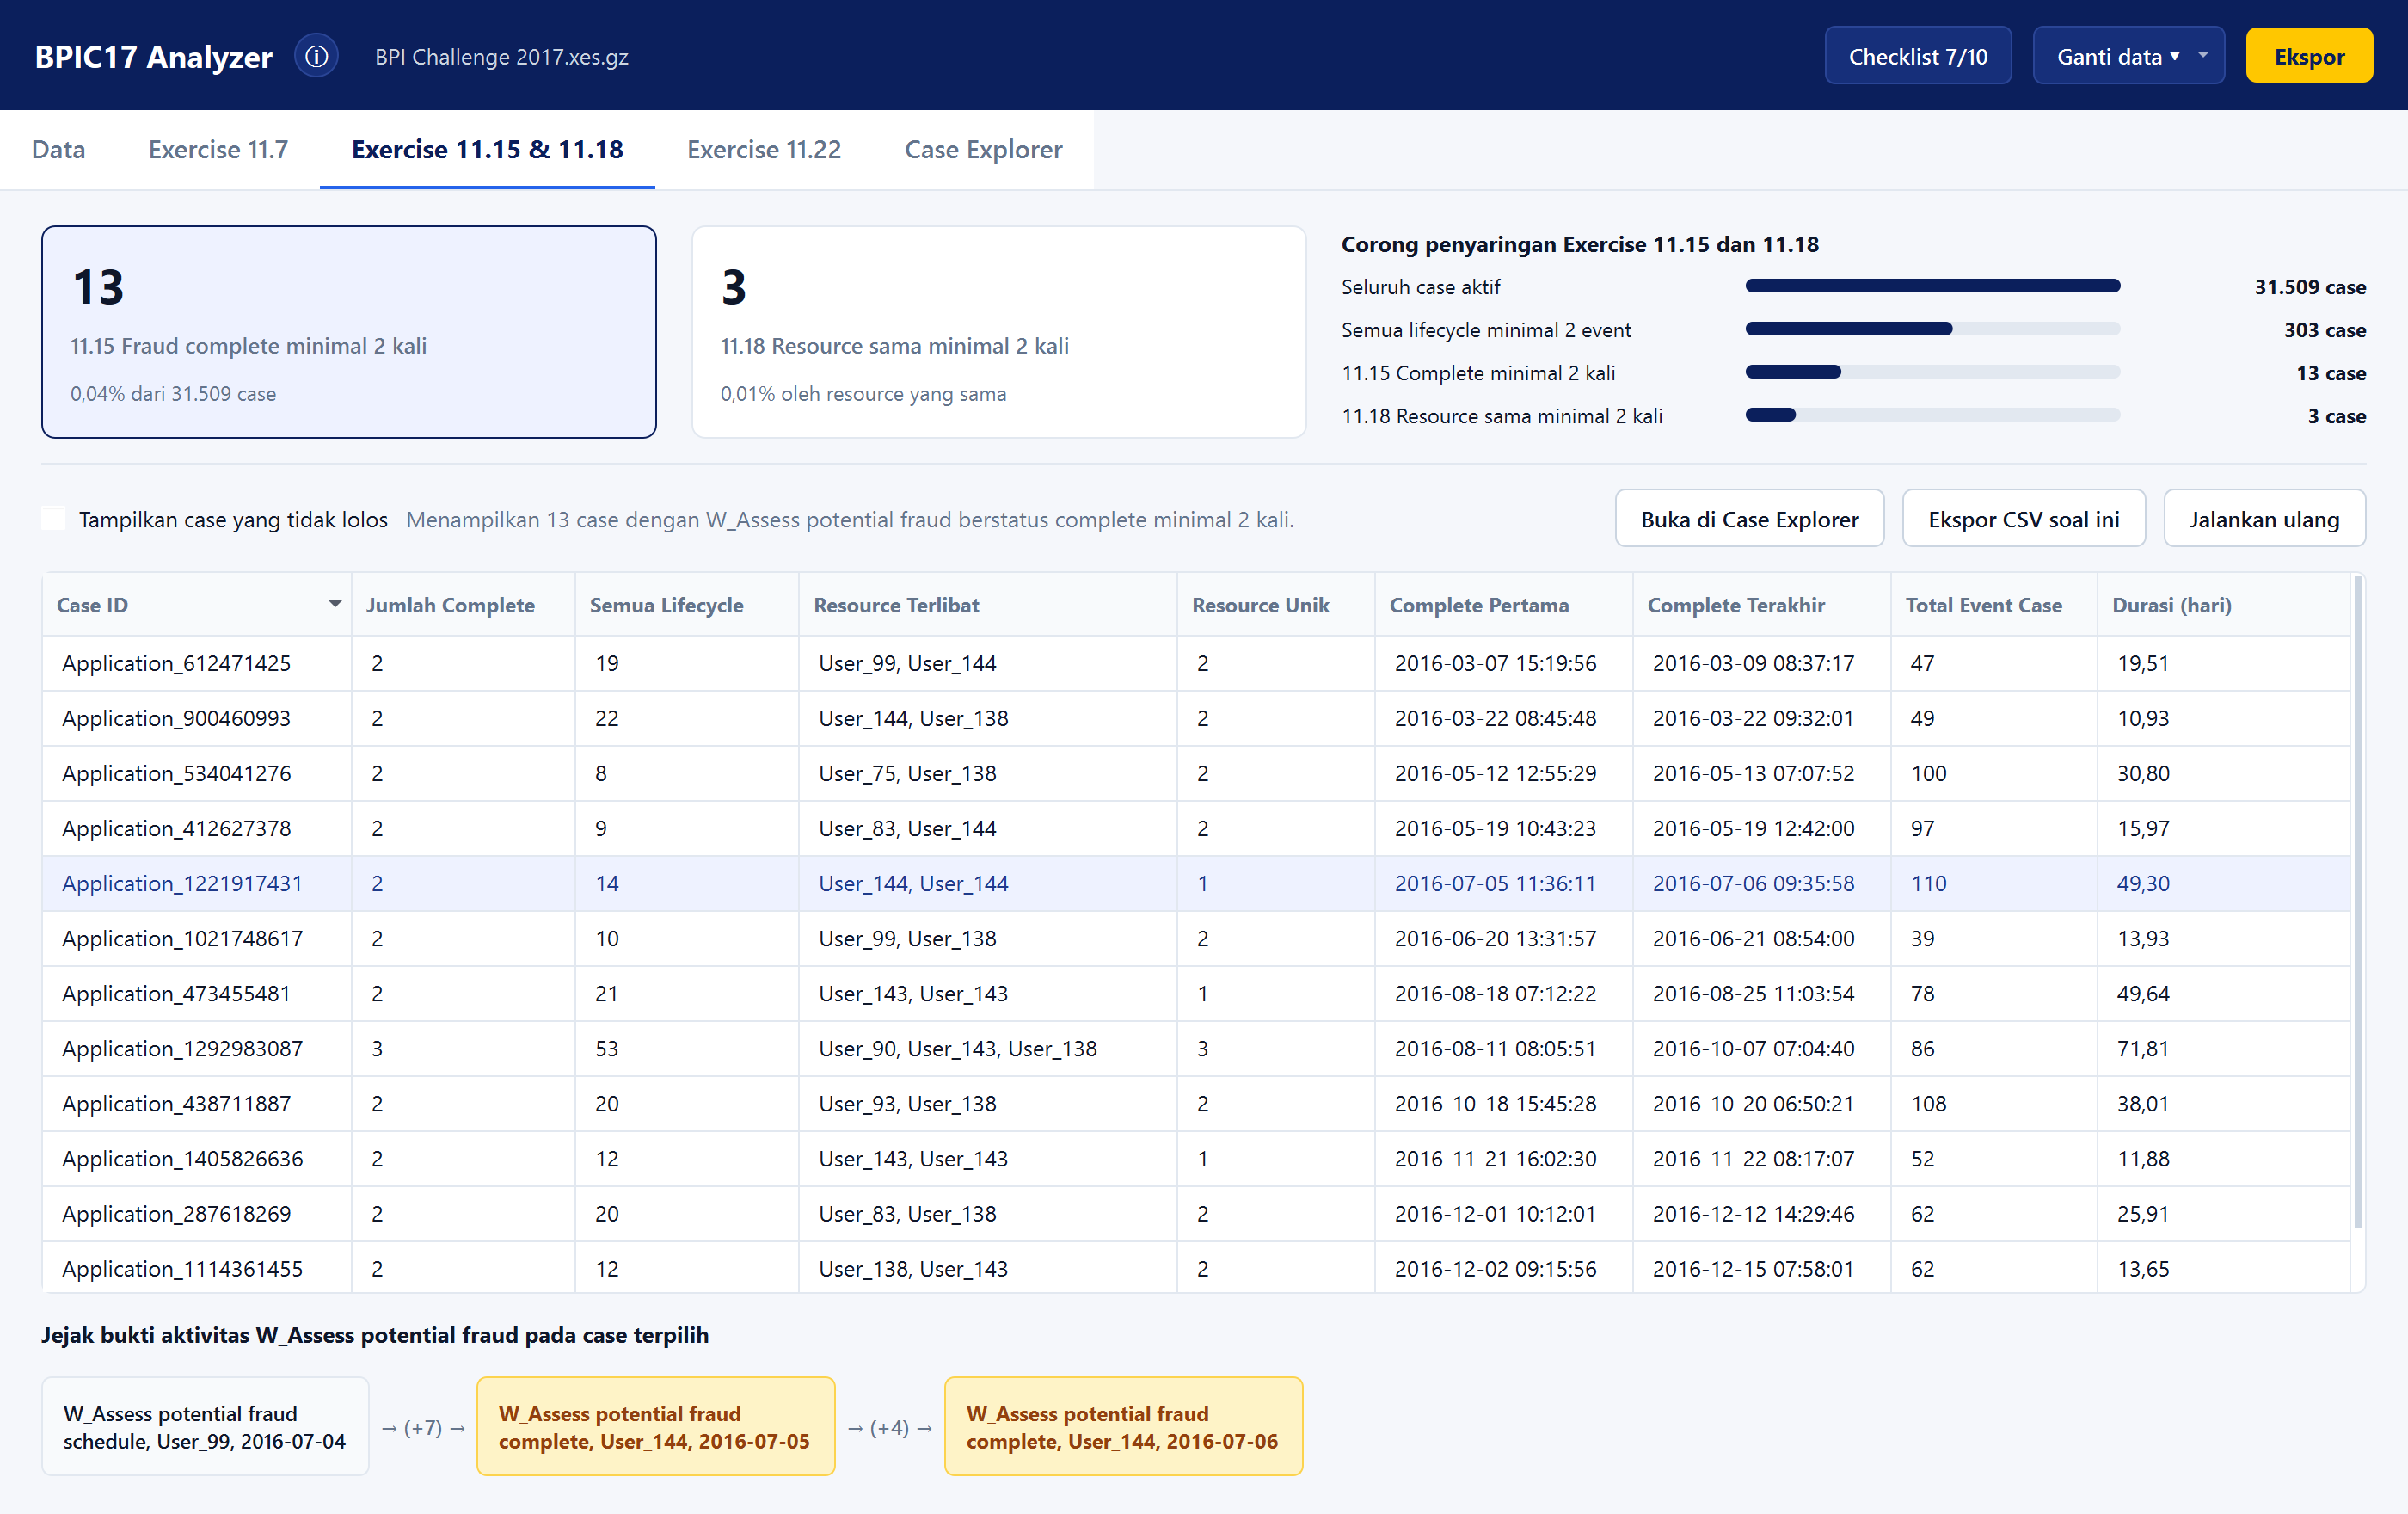 BPIC17 Analyzer
BPI Challenge 2017.xes.gz
Checklist 7/10
Ganti data ▾
Ekspor
Data
Exercise 11.7
Exercise 11.15 & 11.18
Exercise 11.22
Case Explorer
13
11.15 Fraud complete minimal 2 kali
0,04% dari 31.509 case
3
11.18 Resource sama minimal 2 kali
0,01% oleh resource yang sama
Corong penyaringan Exercise 11.15 dan 11.18
Seluruh case aktif 31.509 case
Semua lifecycle minimal 2 event 303 case
11.15 Complete minimal 2 kali 13 case
11.18 Resource sama minimal 2 kali 3 case
Tampilkan case yang tidak lolos
Menampilkan 13 case dengan W_Assess potential fraud berstatus complete minimal 2 kali.
Buka di Case Explorer
Ekspor CSV soal ini
Jalankan ulang
Case ID Jumlah Complete Semua Lifecycle Resource Terlibat Resource Unik Complete Pertama Complete Terakhir Total Event Case Durasi (hari)
Application_612471425 2 19 User_99, User_144 2 2016-03-07 15:19:56 2016-03-09 08:37:17 47 19,51
Application_900460993 2 22 User_144, User_138 2 2016-03-22 08:45:48 2016-03-22 09:32:01 49 10,93
Application_534041276 2 8 User_75, User_138 2 2016-05-12 12:55:29 2016-05-13 07:07:52 100 30,80
Application_412627378 2 9 User_83, User_144 2 2016-05-19 10:43:23 2016-05-19 12:42:00 97 15,97
Application_1221917431 2 14 User_144, User_144 1 2016-07-05 11:36:11 2016-07-06 09:35:58 110 49,30
Application_1021748617 2 10 User_99, User_138 2 2016-06-20 13:31:57 2016-06-21 08:54:00 39 13,93
Application_473455481 2 21 User_143, User_143 1 2016-08-18 07:12:22 2016-08-25 11:03:54 78 49,64
Application_1292983087 3 53 User_90, User_143, User_138 3 2016-08-11 08:05:51 2016-10-07 07:04:40 86 71,81
Application_438711887 2 20 User_93, User_138 2 2016-10-18 15:45:28 2016-10-20 06:50:21 108 38,01
Application_1405826636 2 12 User_143, User_143 1 2016-11-21 16:02:30 2016-11-22 08:17:07 52 11,88
Application_287618269 2 20 User_83, User_138 2 2016-12-01 10:12:01 2016-12-12 14:29:46 62 25,91
Application_1114361455 2 12 User_138, User_143 2 2016-12-02 09:15:56 2016-12-15 07:58:01 62 13,65
Jejak bukti aktivitas W_Assess potential fraud pada case terpilih
W_Assess potential fraud
schedule, User_99, 2016-07-04
→ (+7) →
W_Assess potential fraud
complete, User_144, 2016-07-05
→ (+4) →
W_Assess potential fraud
complete, User_144, 2016-07-06